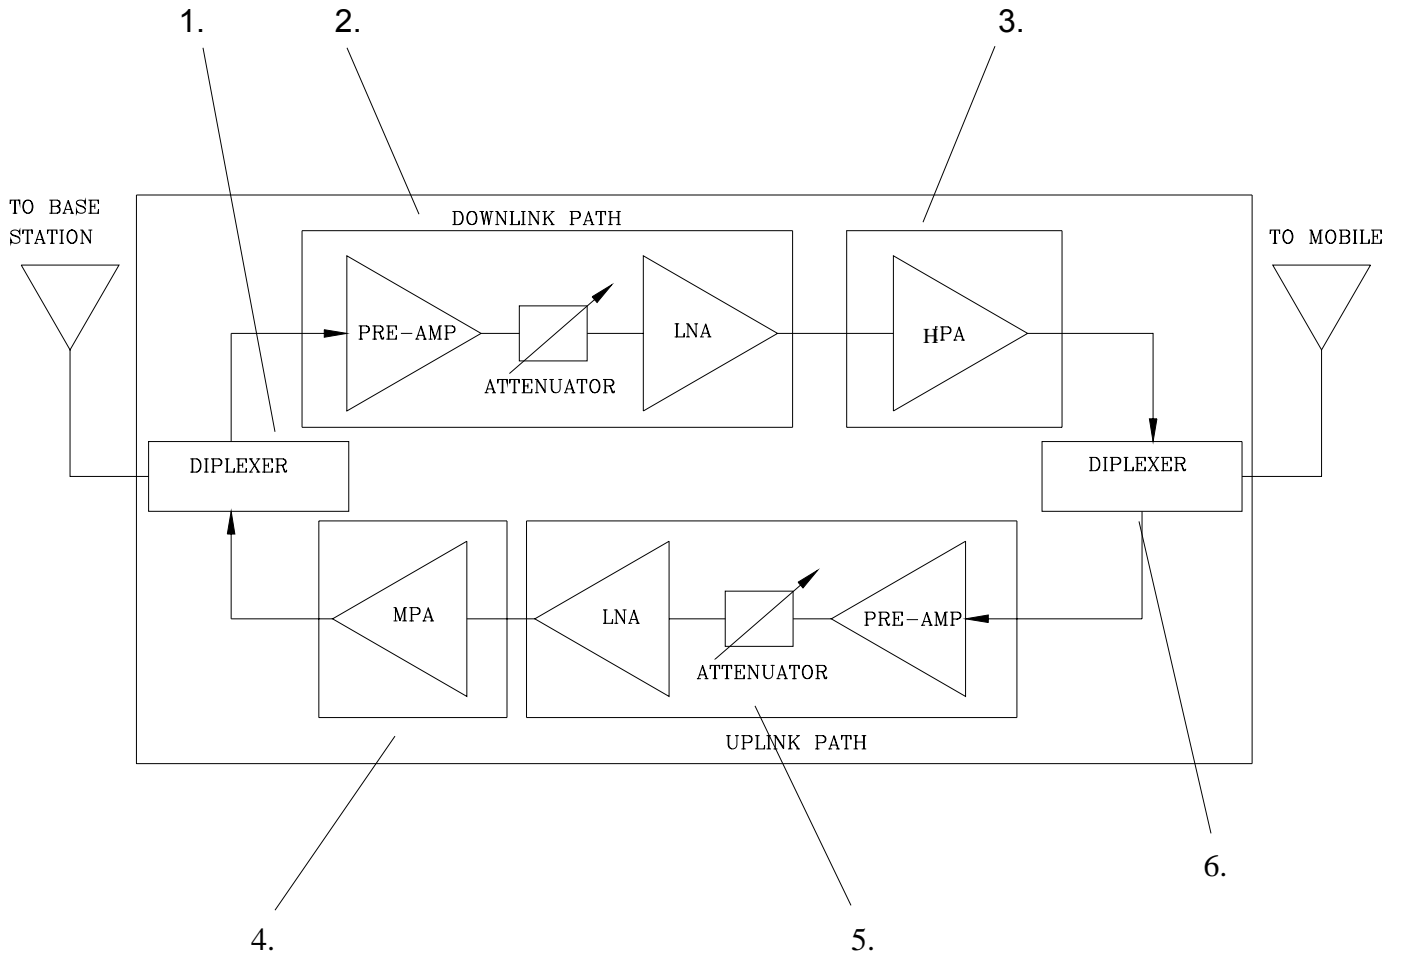 1.
2.
3.
TO BASE
STATION
DOWNLINK PATH
TO MOBILE
PRE-AMP
LNA
HPA
ATTENUATOR
DIPLEXER
DIPLEXER
MPA
LNA
PRE-AMP
ATTENUATOR
UPLINK PATH
6.
4.
5.